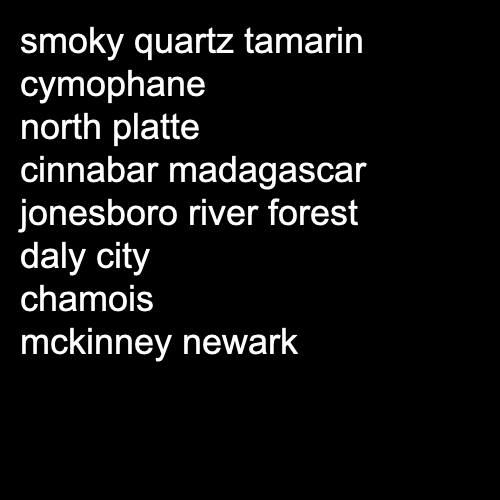 smoky quartz tamarin
cymophane
north platte
cinnabar madagascar
jonesboro river forest
daly city
chamois
mckinney newark